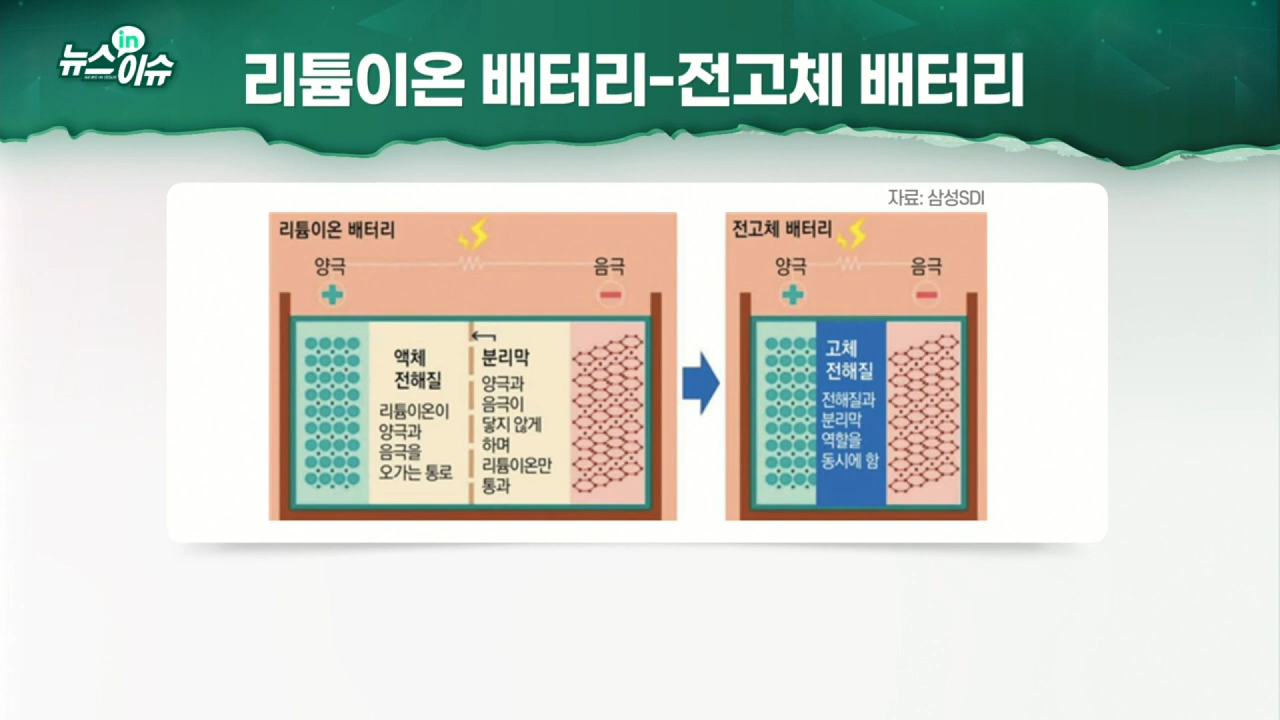 뉴스in이슈
리튬이온 배터리-전고체 배터리
자료: 삼성SDI
리튬이온 배터리
양극
음극
액체
전해질
리튬이온이
양극과
음극을
오가는 통로
분리막
양극과
음극이
닿지 않게
하며
리튬이온만
통과
전고체 배터리
양극
음극
고체
전해질
전해질과
분리막
역할을
동시에 함